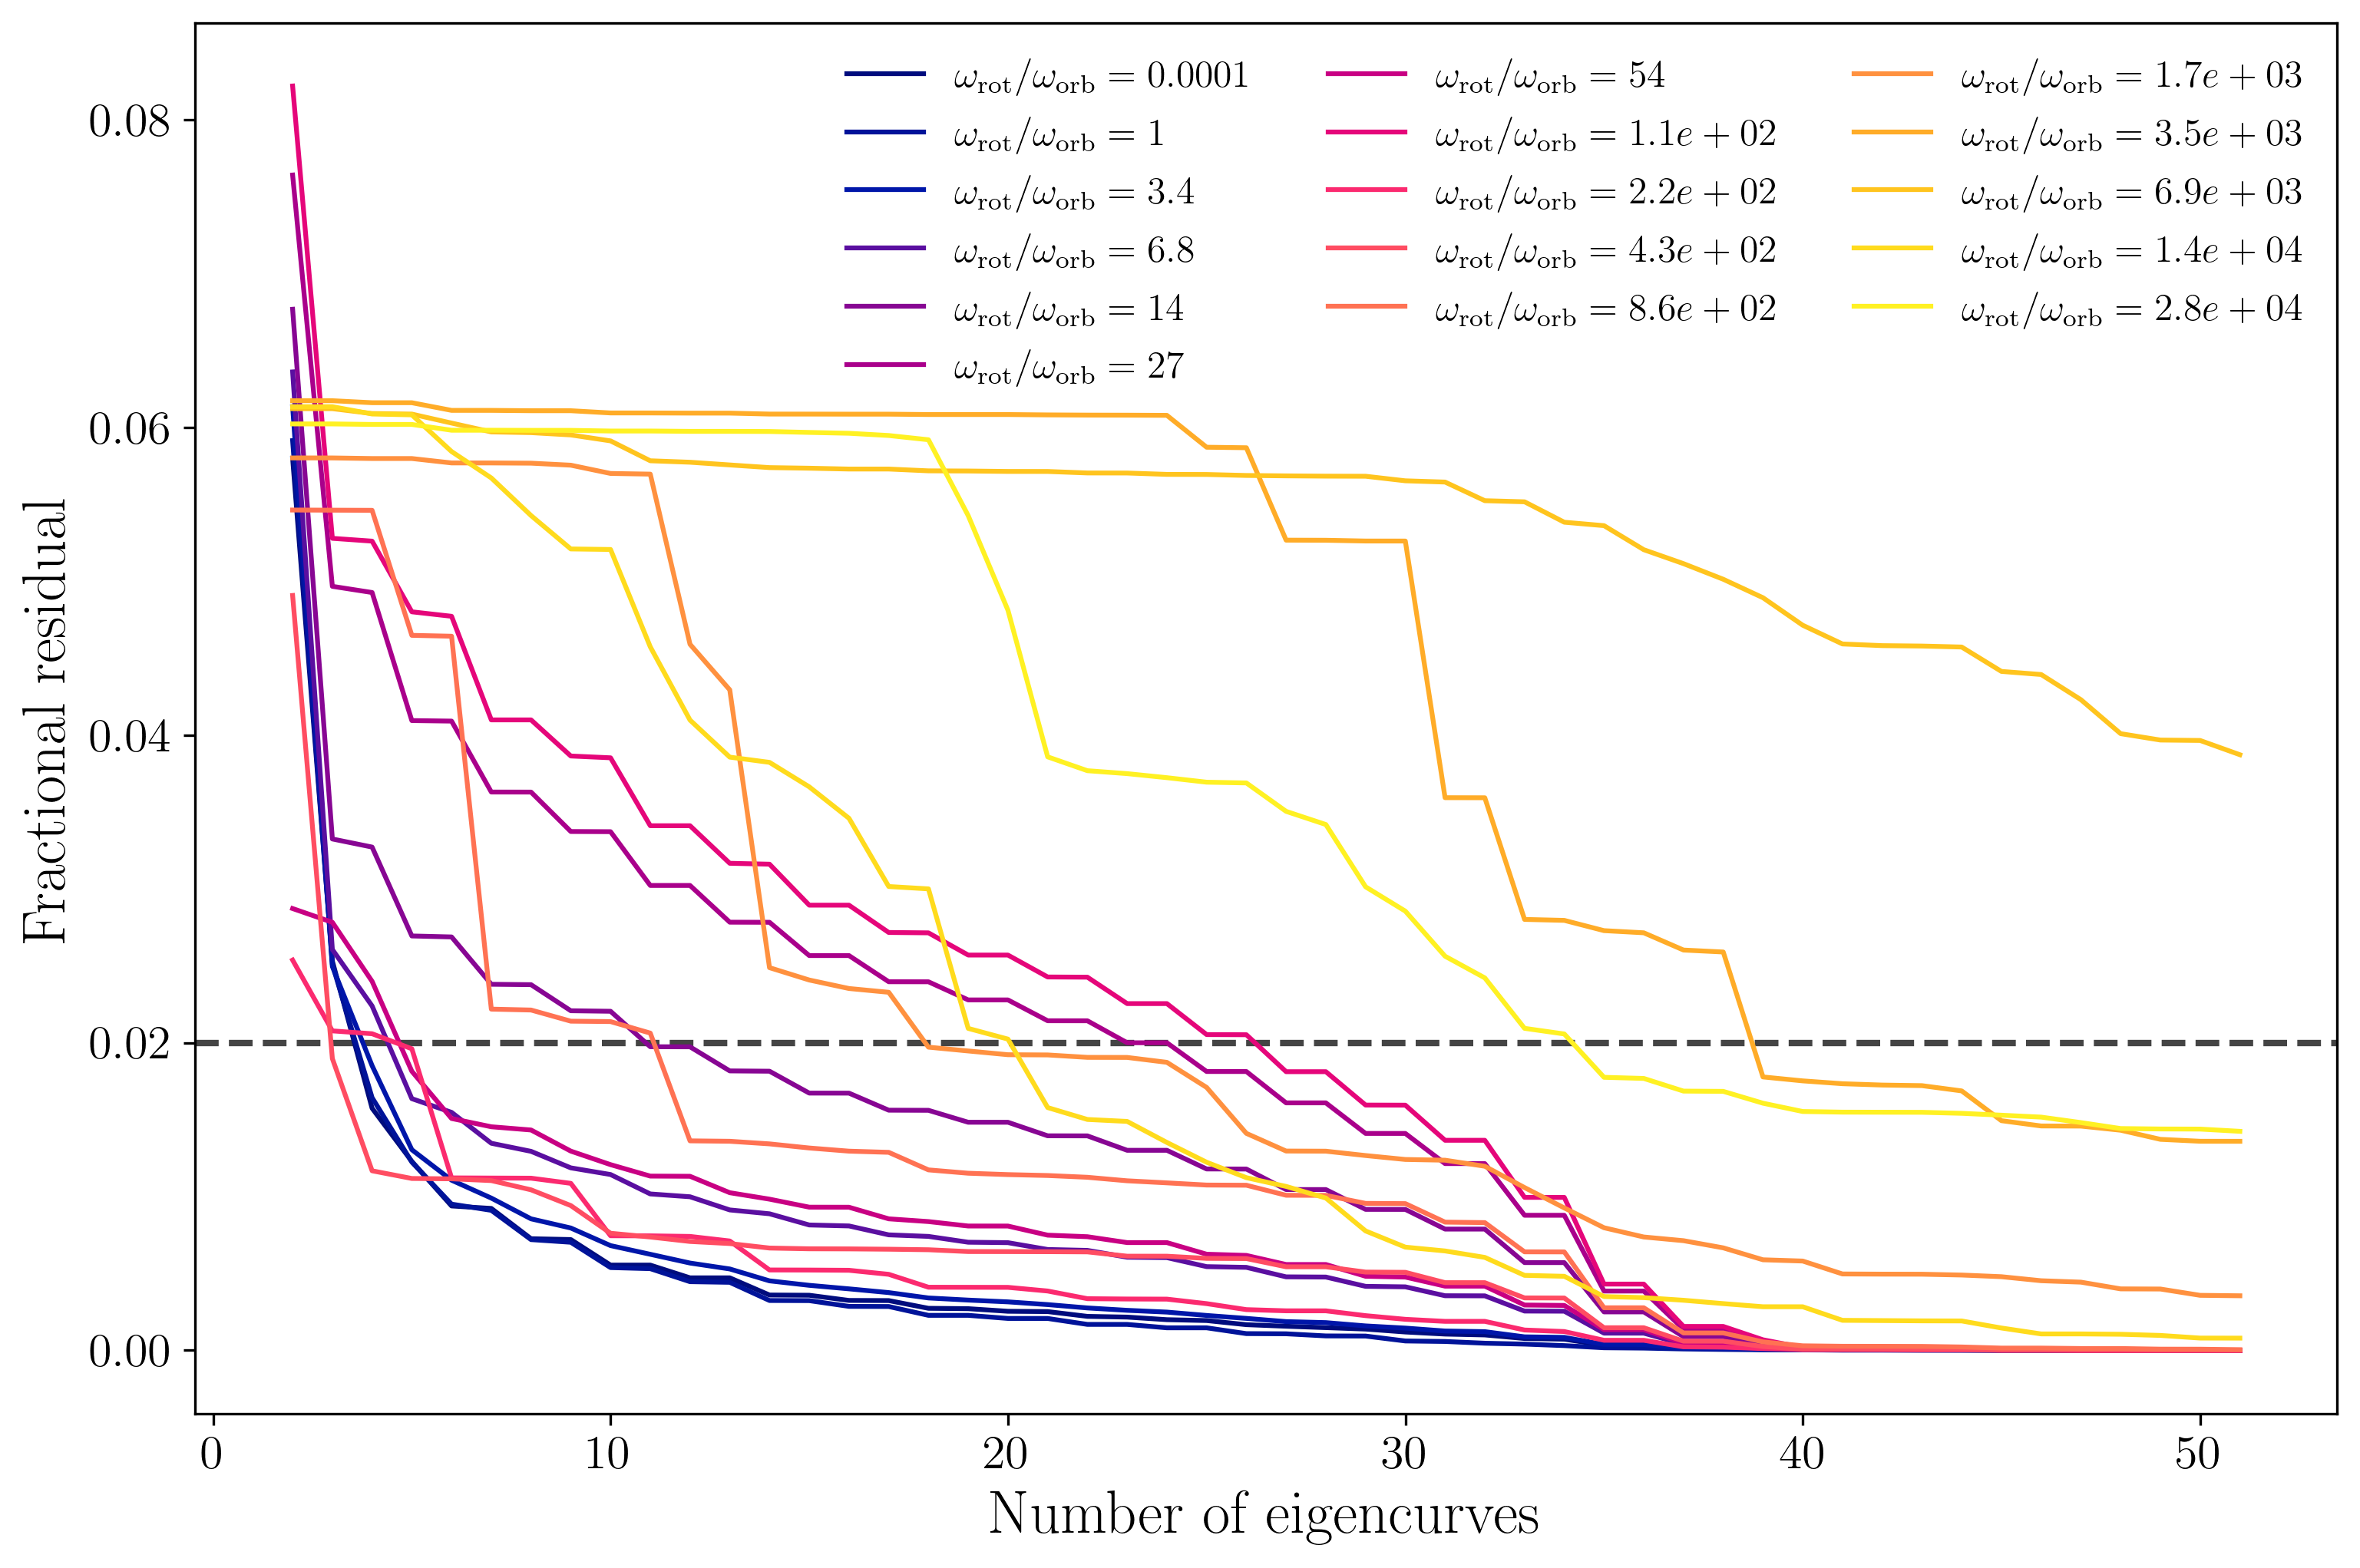 0.08
0.06
0.04
0.02
0.00
Fractional residual
0
10
20
30
40
50
Number of eigencurves
ω_rot/ω_orb = 0.0001
ω_rot/ω_orb = 1
ω_rot/ω_orb = 3.4
ω_rot/ω_orb = 6.8
ω_rot/ω_orb = 14
ω_rot/ω_orb = 27
ω_rot/ω_orb = 54
ω_rot/ω_orb = 1.1e + 02
ω_rot/ω_orb = 2.2e + 02
ω_rot/ω_orb = 4.3e + 02
ω_rot/ω_orb = 8.6e + 02
ω_rot/ω_orb = 1.7e + 03
ω_rot/ω_orb = 3.5e + 03
ω_rot/ω_orb = 6.9e + 03
ω_rot/ω_orb = 1.4e + 04
ω_rot/ω_orb = 2.8e + 04